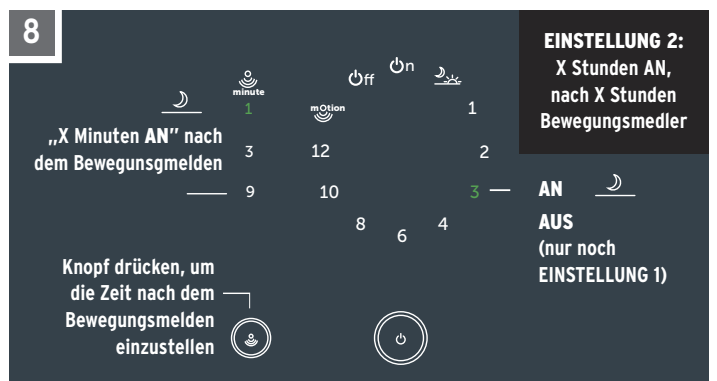 8
EINSTELLUNG 2:
X Stunden AN,
nach X Stunden
Bewegungsmedler
Off
On
minute
mOtion
1
3
9
1
2
3
4
6
8
10
12
„X Minuten AN” nach
dem Bewegunsgmelden
AN
AUS
(nur noch
EINSTELLUNG 1)
Knopf drücken, um
die Zeit nach dem
Bewegungsmelden
einzustellen